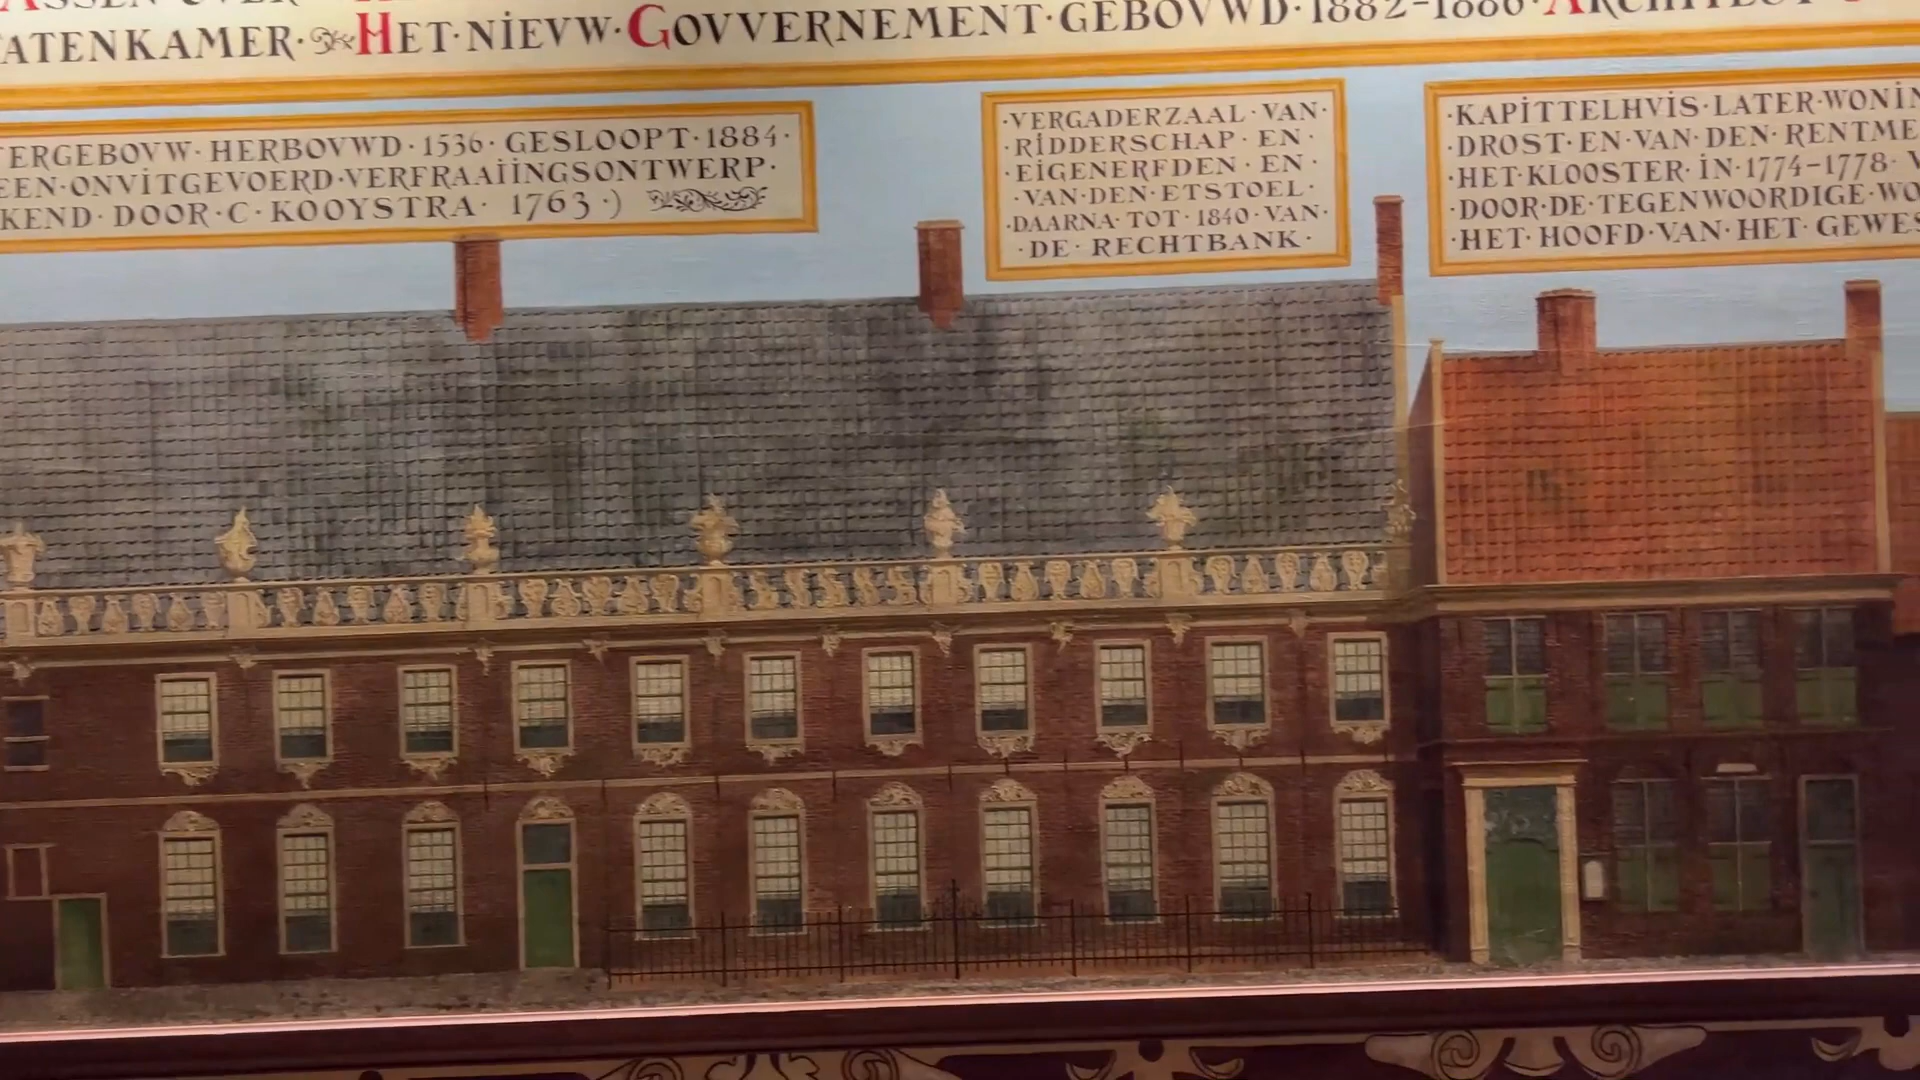 ATENKAMER · HET · NIEVW · GOVVERNEMENT · GEBOVWD · 1882-1886 ·
ERGEBOVW · HERBOVWD · 1536 · GESLOOPT · 1884 ·
EEN · ONVITGEVOERD · VERFRAAIINGSONTWERP ·
KEND · DOOR · C · KOOYSTRA · 1763 · )
· VERGADERZAAL · VAN ·
· RIDDERSCHAP · EN ·
· EIGENERFDEN · EN ·
· VAN · DEN · ETSTOEL ·
· DAARNA · TOT · 1840 · VAN ·
· DE · RECHTBANK ·
· KAPITTELHVIS · LATER · WONIN
· DROST · EN · VAN · DEN · RENTME
· HET · KLOOSTER · IN · 1774-1778 · V
· DOOR · DE · TEGENWOORDIGE · WO
· HET · HOOFD · VAN · HET · GEWES